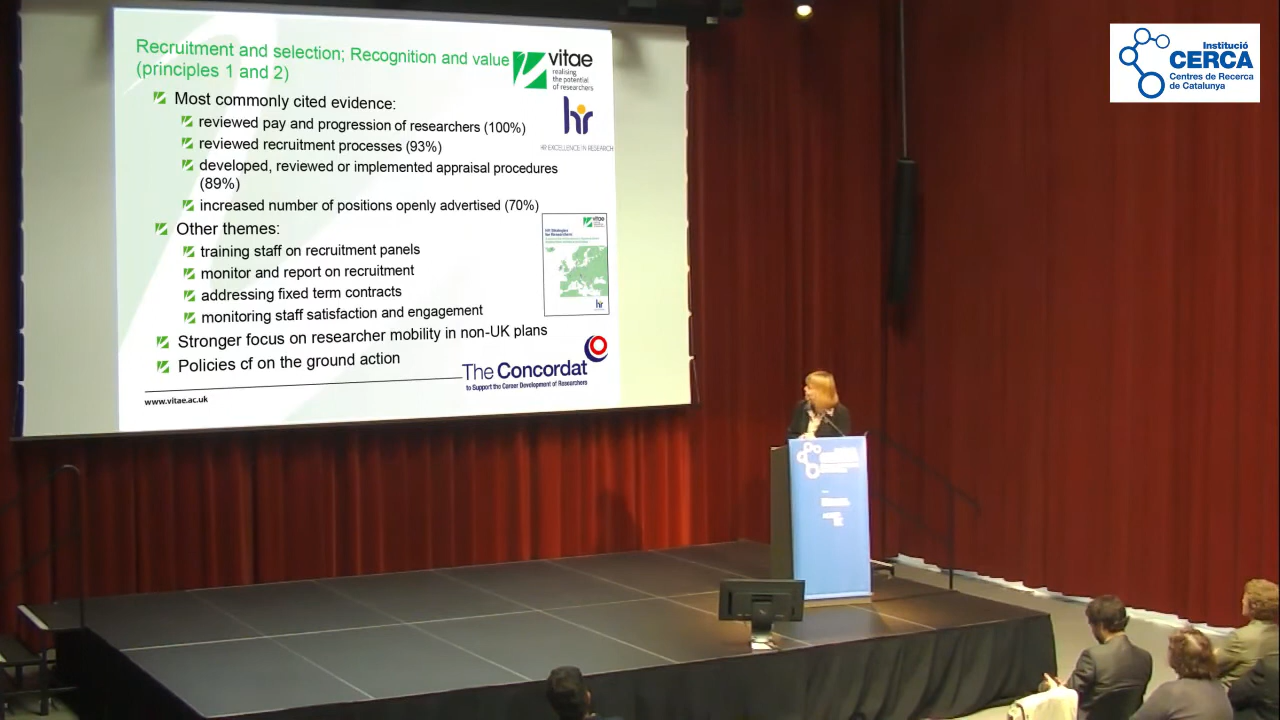 Recruitment and selection; Recognition and value
(principles 1 and 2)
vitae
realising
the potential
of researchers
hr
HR EXCELLENCE IN RESEARCH
Most commonly cited evidence:
reviewed pay and progression of researchers (100%)
reviewed recruitment processes (93%)
developed, reviewed or implemented appraisal procedures
(89%)
increased number of positions openly advertised (70%)
Other themes:
training staff on recruitment panels
monitor and report on recruitment
addressing fixed term contracts
monitoring staff satisfaction and engagement
Stronger focus on researcher mobility in non-UK plans
Policies cf on the ground action
vitae
hr
The Concordat
to Support the Career Development of Researchers
www.vitae.ac.uk
Institució
CERCA
Centres de Recerca
de Catalunya